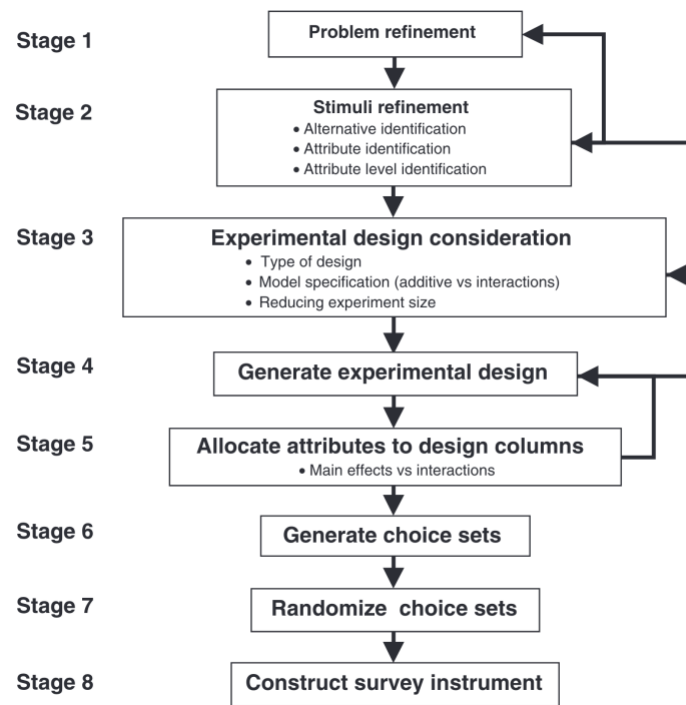 Stage 1
Problem refinement
Stage 2
Stimuli refinement
• Alternative identification
• Attribute identification
• Attribute level identification
Stage 3
Experimental design consideration
• Type of design
• Model specification (additive vs interactions)
• Reducing experiment size
Stage 4
Generate experimental design
Stage 5
Allocate attributes to design columns
• Main effects vs interactions
Stage 6
Generate choice sets
Stage 7
Randomize choice sets
Stage 8
Construct survey instrument